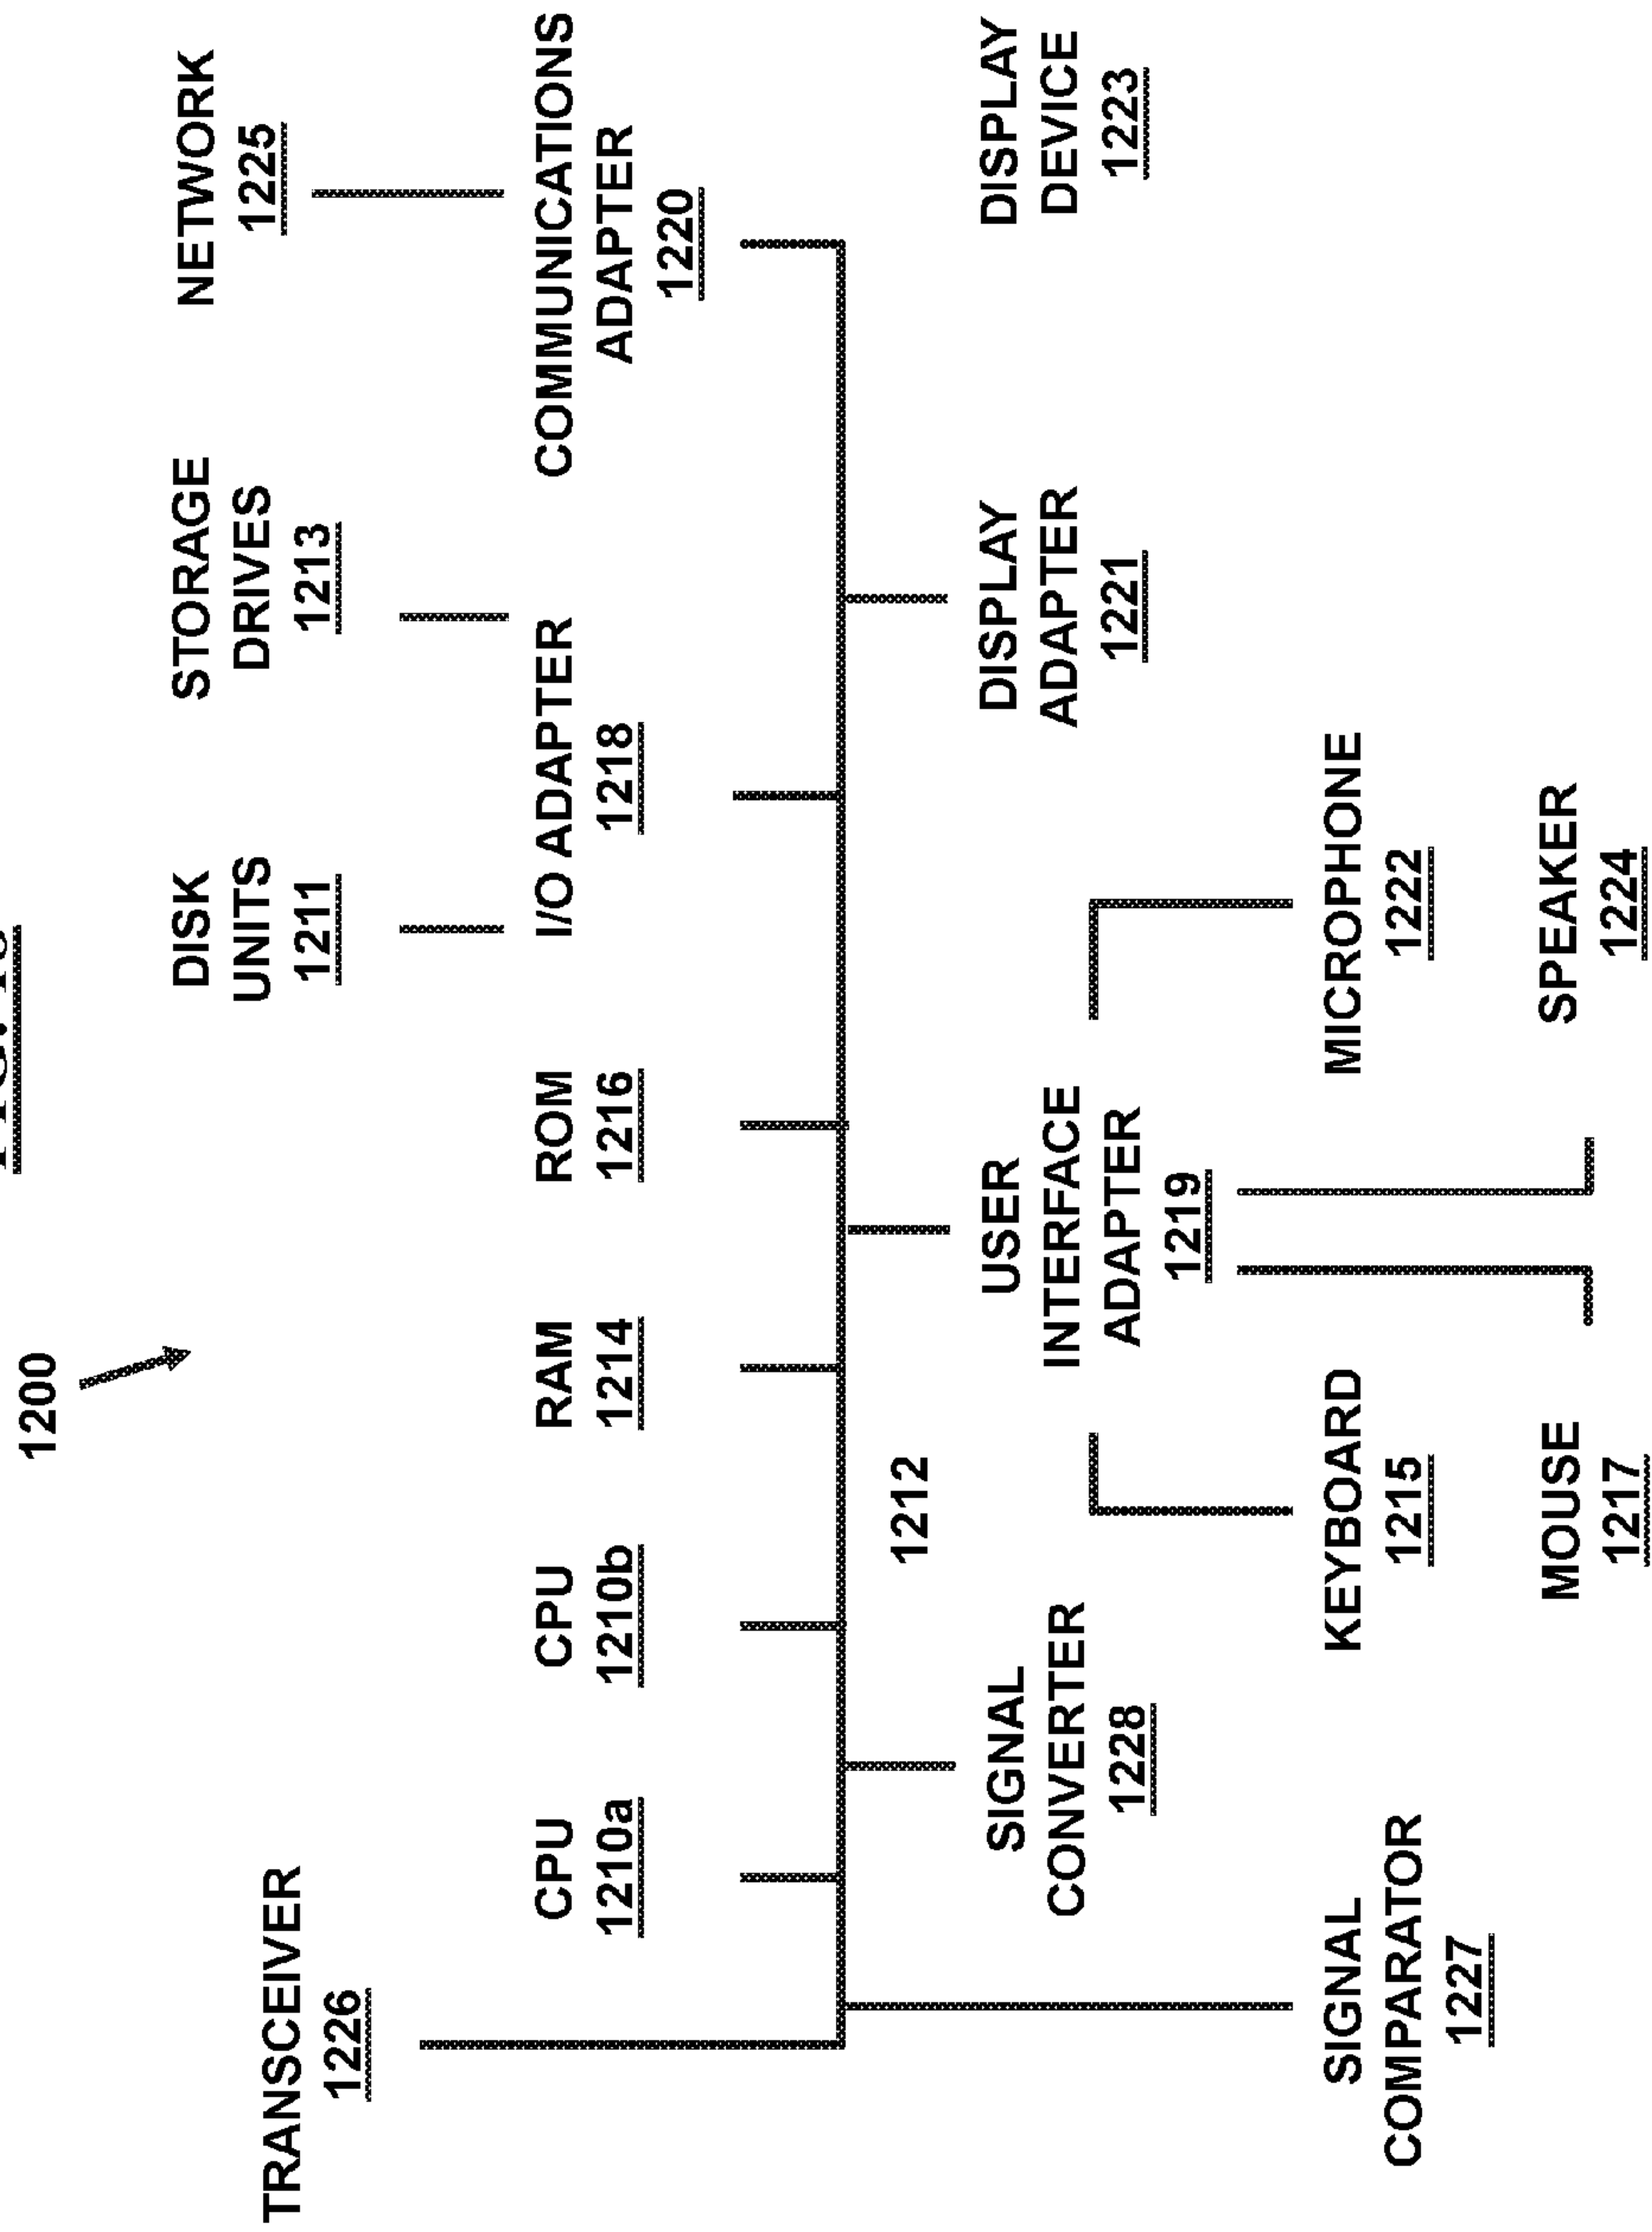 1200
TRANSCEIVER
1226
DISK
UNITS
1211
STORAGE
DRIVES
1213
NETWORK
1225
CPU
1210a
CPU
1210b
RAM
1214
ROM
1216
I/O ADAPTER
1218
COMMUNICATIONS
ADAPTER
1220
1212
SIGNAL
CONVERTER
1228
USER
INTERFACE
ADAPTER
1219
DISPLAY
ADAPTER
1221
DISPLAY
DEVICE
1223
SIGNAL
COMPARATOR
1227
KEYBOARD
1215
MICROPHONE
1222
MOUSE
1217
SPEAKER
1224